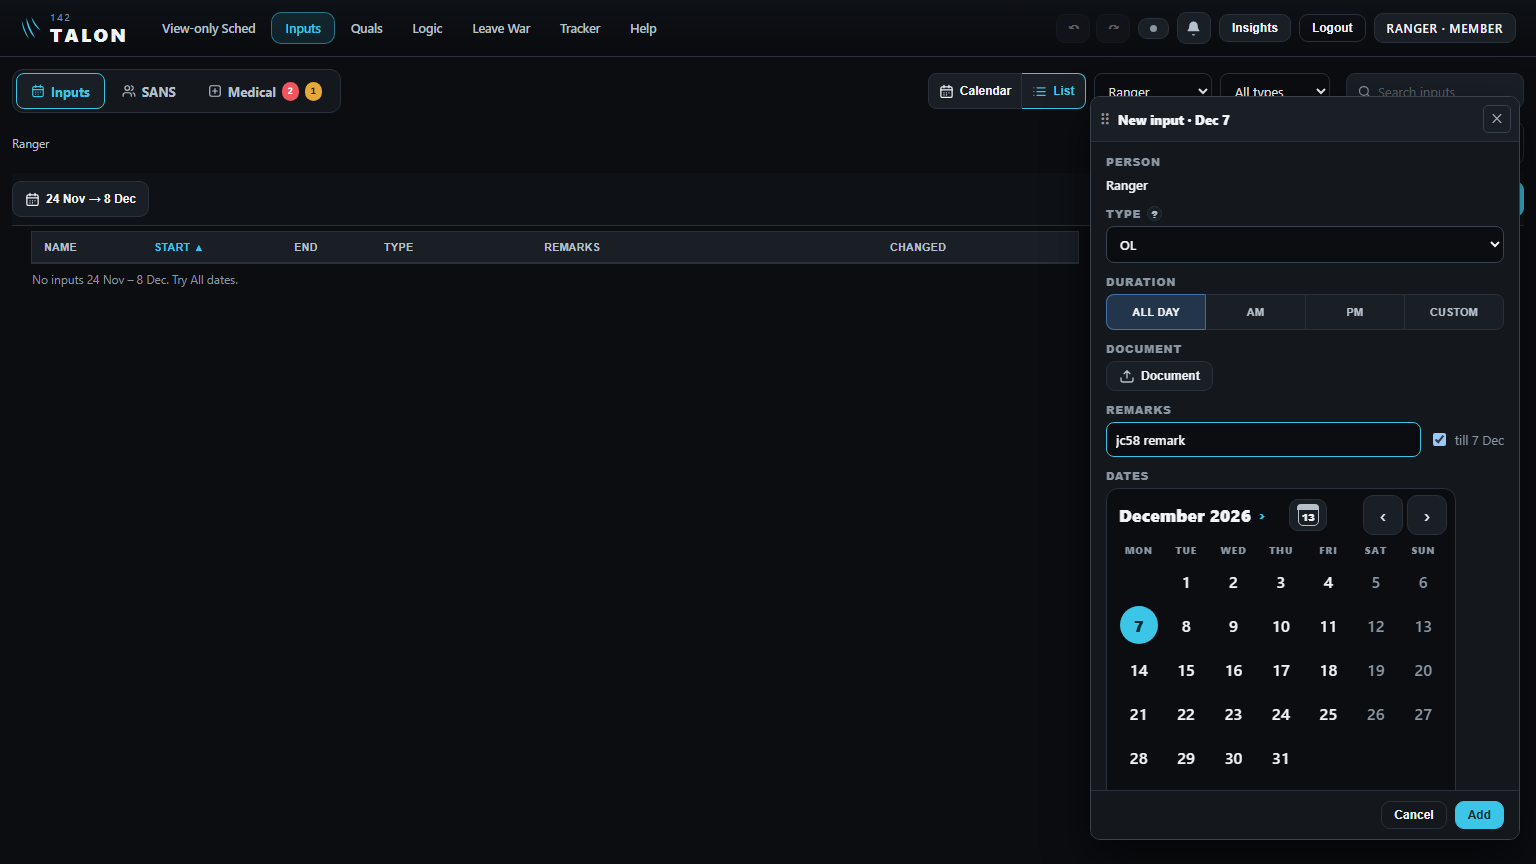 142
TALON
View-only Sched
Inputs
Quals
Logic
Leave War
Tracker
Help
Insights
Logout
RANGER · MEMBER
Inputs
SANS
Medical 2 1
Calendar
List
Ranger
All types
Search inputs
Ranger
24 Nov → 8 Dec
NAME
START ▲
END
TYPE
REMARKS
CHANGED
No inputs 24 Nov – 8 Dec. Try All dates.
New input · Dec 7
PERSON
Ranger
TYPE ?
OL
DURATION
ALL DAY
AM
PM
CUSTOM
DOCUMENT
Document
REMARKS
jc58 remark
till 7 Dec
DATES
December 2026 ›
13
‹ ›
MON TUE WED THU FRI SAT SUN
1 2 3 4 5 6
7 8 9 10 11 12 13
14 15 16 17 18 19 20
21 22 23 24 25 26 27
28 29 30 31
Cancel
Add